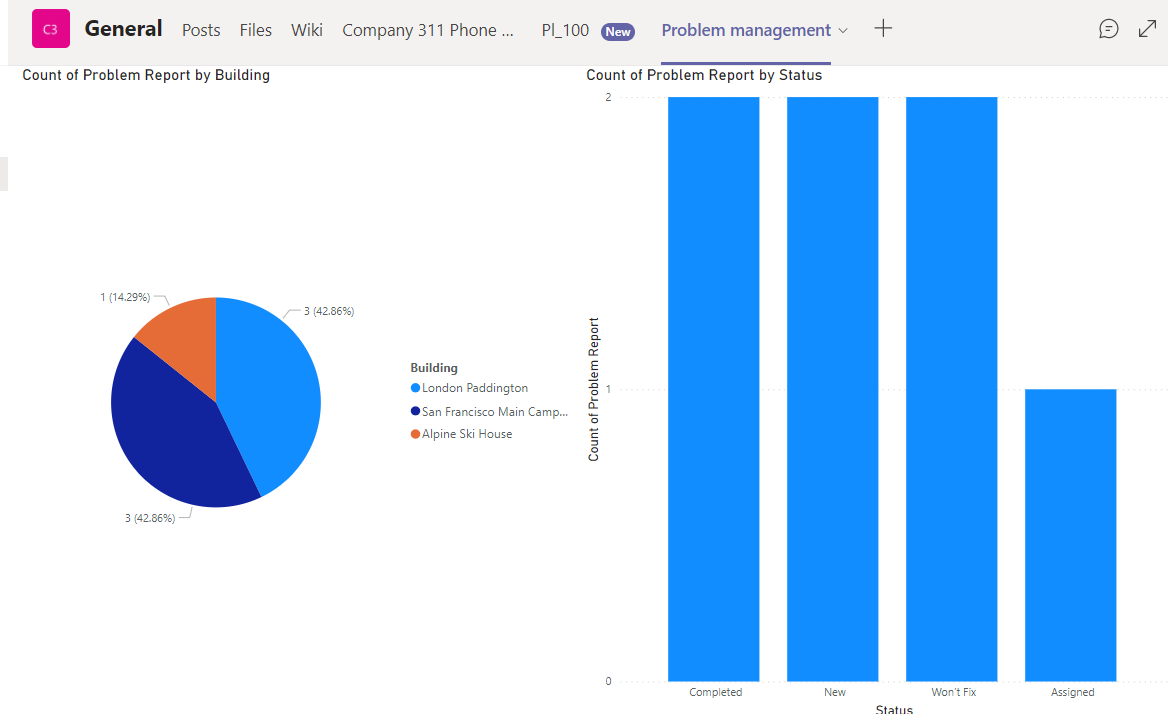 C3 General Posts Files Wiki Company 311 Phone ... Pl_100 New Problem management
Count of Problem Report by Building
1 (14.29%)
3 (42.86%)
3 (42.86%)
Building
London Paddington
San Francisco Main Camp...
Alpine Ski House
Count of Problem Report by Status
Count of Problem Report
2
1
0
Completed New Won't Fix Assigned
Status